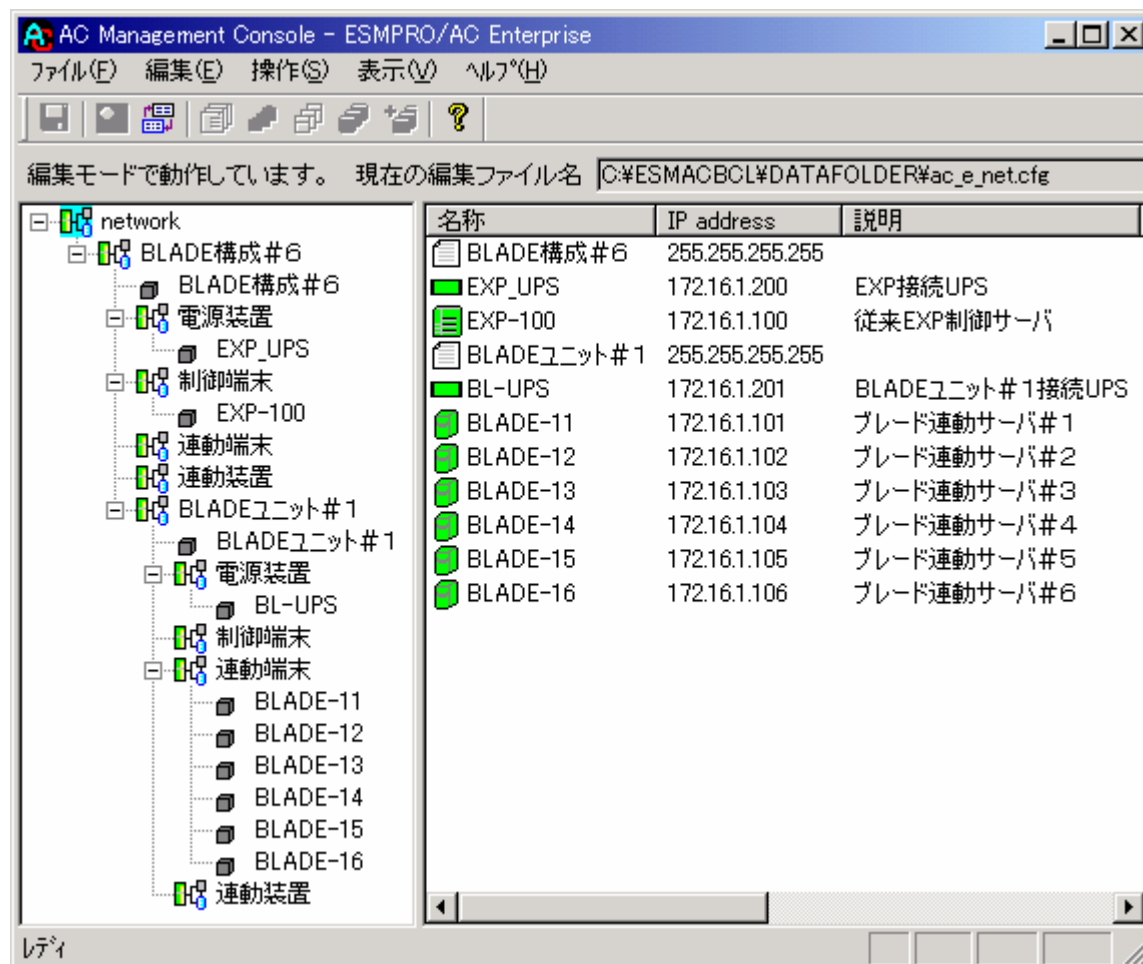 AC Management Console - ESMPRO/AC Enterprise
ファイル(F) 編集(E) 操作(S) 表示(V) ヘルプ(H)
編集モードで動作しています。 現在の編集ファイル名 C:¥ESMACBCL¥DATAFOLDER¥ac_e_net.cfg
network
BLADE構成#6
BLADE構成#6
電源装置
EXP_UPS
制御端末
EXP-100
連動端末
連動装置
BLADEユニット#1
BLADEユニット#1
電源装置
BL-UPS
制御端末
連動端末
BLADE-11
BLADE-12
BLADE-13
BLADE-14
BLADE-15
BLADE-16
連動装置
名称 IP address 説明
BLADE構成#6 255.255.255.255
EXP_UPS 172.16.1.200 EXP接続UPS
EXP-100 172.16.1.100 従来EXP制御サーバ
BLADEユニット#1 255.255.255.255
BL-UPS 172.16.1.201 BLADEユニット#1接続UPS
BLADE-11 172.16.1.101 ブレード連動サーバ#1
BLADE-12 172.16.1.102 ブレード連動サーバ#2
BLADE-13 172.16.1.103 ブレード連動サーバ#3
BLADE-14 172.16.1.104 ブレード連動サーバ#4
BLADE-15 172.16.1.105 ブレード連動サーバ#5
BLADE-16 172.16.1.106 ブレード連動サーバ#6
レディ